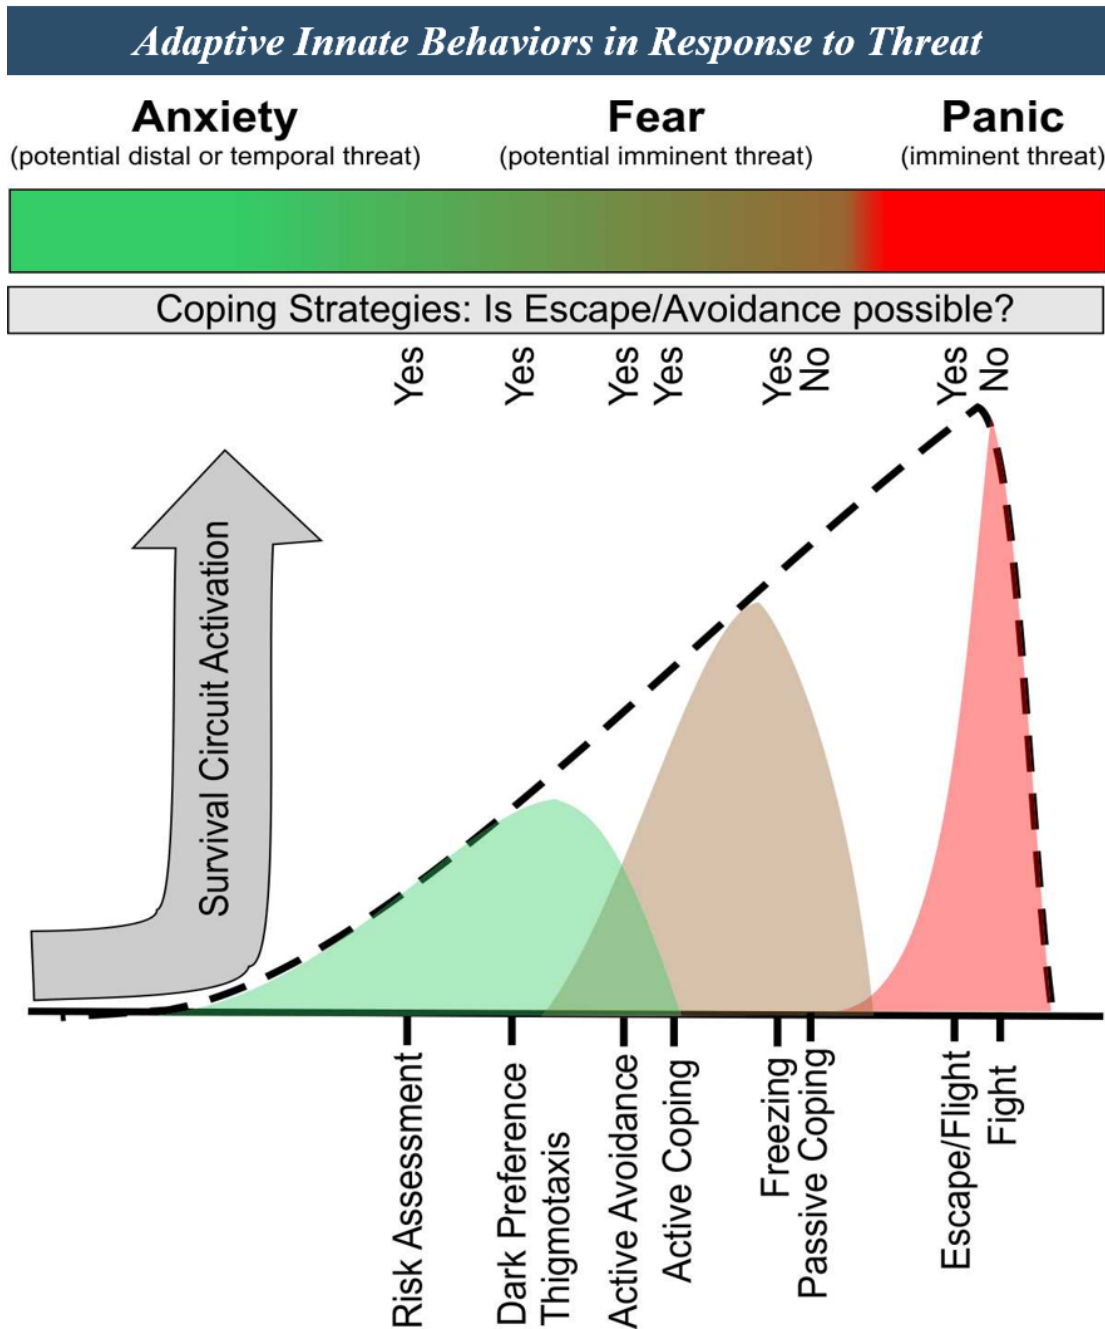 Adaptive Innate Behaviors in Response to Threat
Anxiety
(potential distal or temporal threat)
Fear
(potential imminent threat)
Panic
(imminent threat)
Coping Strategies: Is Escape/Avoidance possible?
Yes
Yes
Yes
Yes
Yes
No
Yes
No
Survival Circuit Activation
Risk Assessment
Dark Preference
Thigmotaxis
Active Avoidance
Active Coping
Freezing
Passive Coping
Escape/Flight
Fight